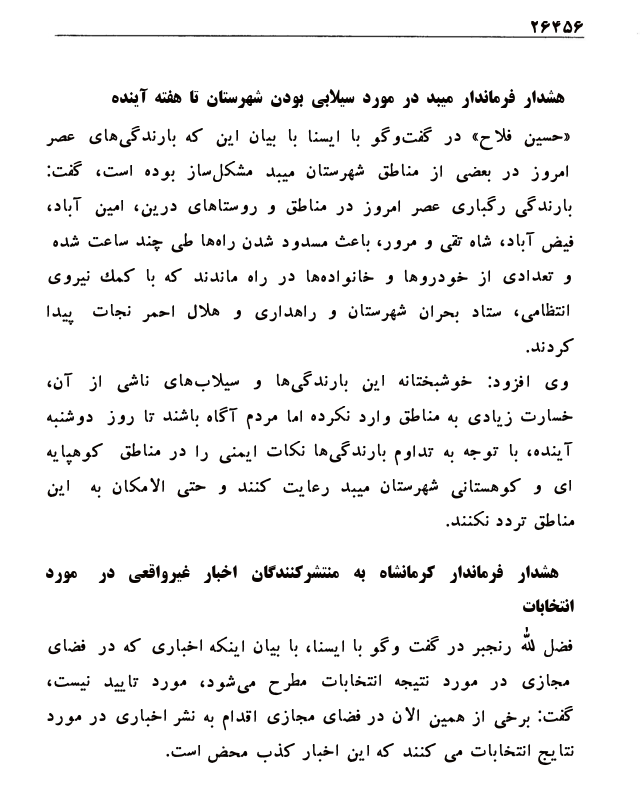 ۲۶۴۵۶
هشدار فرماندار میبد در مورد سیلابی بودن شهرستان تا هفته آینده
«حسین فلاح» در گفت‌وگو با ایسنا با بیان این که بارندگی‌های عصر
امروز در بعضی از مناطق شهرستان میبد مشکل‌ساز بوده است، گفت:
بارندگی رگباری عصر امروز در مناطق و روستاهای درین، امین آباد،
فیض آباد، شاه تقی و مرور، باعث مسدود شدن راه‌ها طی چند ساعت شده
و تعدادی از خودروها و خانواده‌ها در راه ماندند که با کمك نیروی
انتظامی، ستاد بحران شهرستان و راهداری و هلال احمر نجات پیدا
کردند.
وی افزود: خوشبختانه این بارندگی‌ها و سیلاب‌های ناشی از آن،
خسارت زیادی به مناطق وارد نکرده اما مردم آگاه باشند تا روز دوشنبه
آینده، با توجه به تداوم بارندگی‌ها نکات ایمنی را در مناطق کوهپایه
ای و کوهستانی شهرستان میبد رعایت کنند و حتی الامکان به این
مناطق تردد نکنند.
هشدار فرماندار کرمانشاه به منتشرکنندگان اخبار غیرواقعی در مورد
انتخابات
فضل الله رنجبر در گفت وگو با ایسنا، با بیان اینکه اخباری که در فضای
مجازی در مورد نتیجه انتخابات مطرح می‌شود، مورد تایید نیست،
گفت: برخی از همین الان در فضای مجازی اقدام به نشر اخباری در مورد
نتایج انتخابات می کنند که این اخبار کذب محض است.